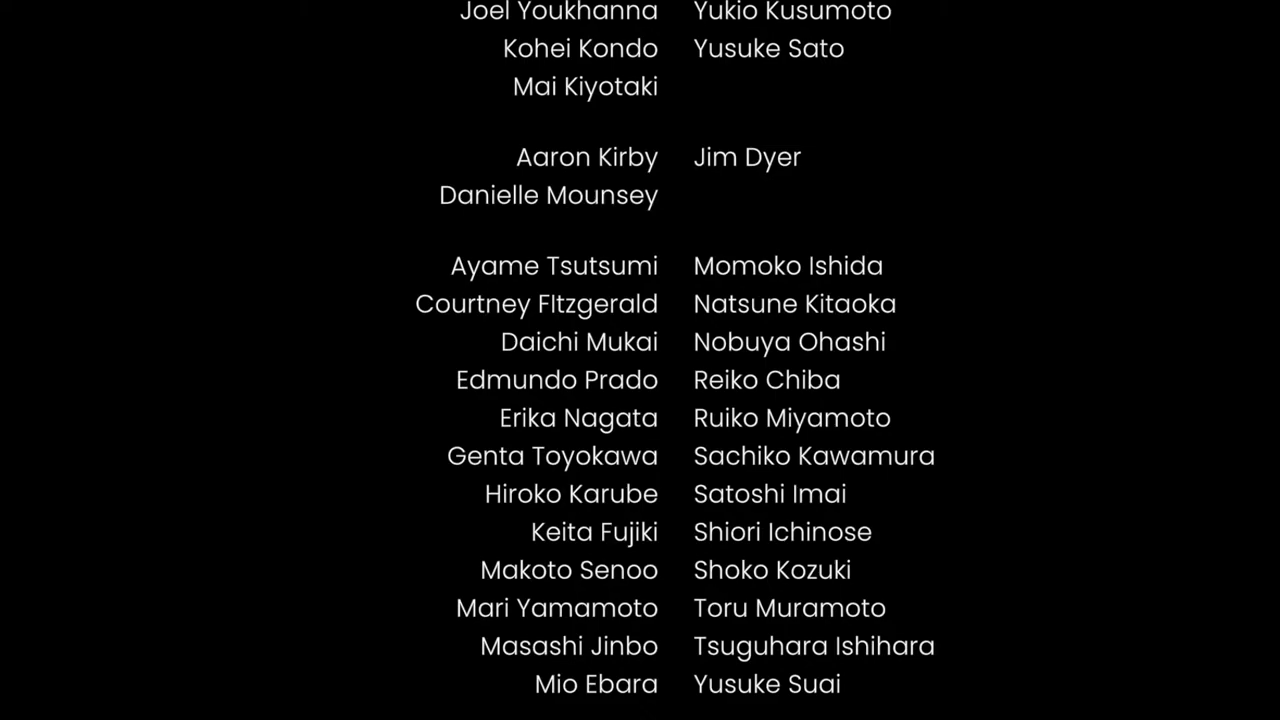 Joel Youkhanna Yukio Kusumoto
Kohei Kondo Yusuke Sato
Mai Kiyotaki
Aaron Kirby Jim Dyer
Danielle Mounsey
Ayame Tsutsumi Momoko Ishida
Courtney FItzgerald Natsune Kitaoka
Daichi Mukai Nobuya Ohashi
Edmundo Prado Reiko Chiba
Erika Nagata Ruiko Miyamoto
Genta Toyokawa Sachiko Kawamura
Hiroko Karube Satoshi Imai
Keita Fujiki Shiori Ichinose
Makoto Senoo Shoko Kozuki
Mari Yamamoto Toru Muramoto
Masashi Jinbo Tsuguhara Ishihara
Mio Ebara Yusuke Suai